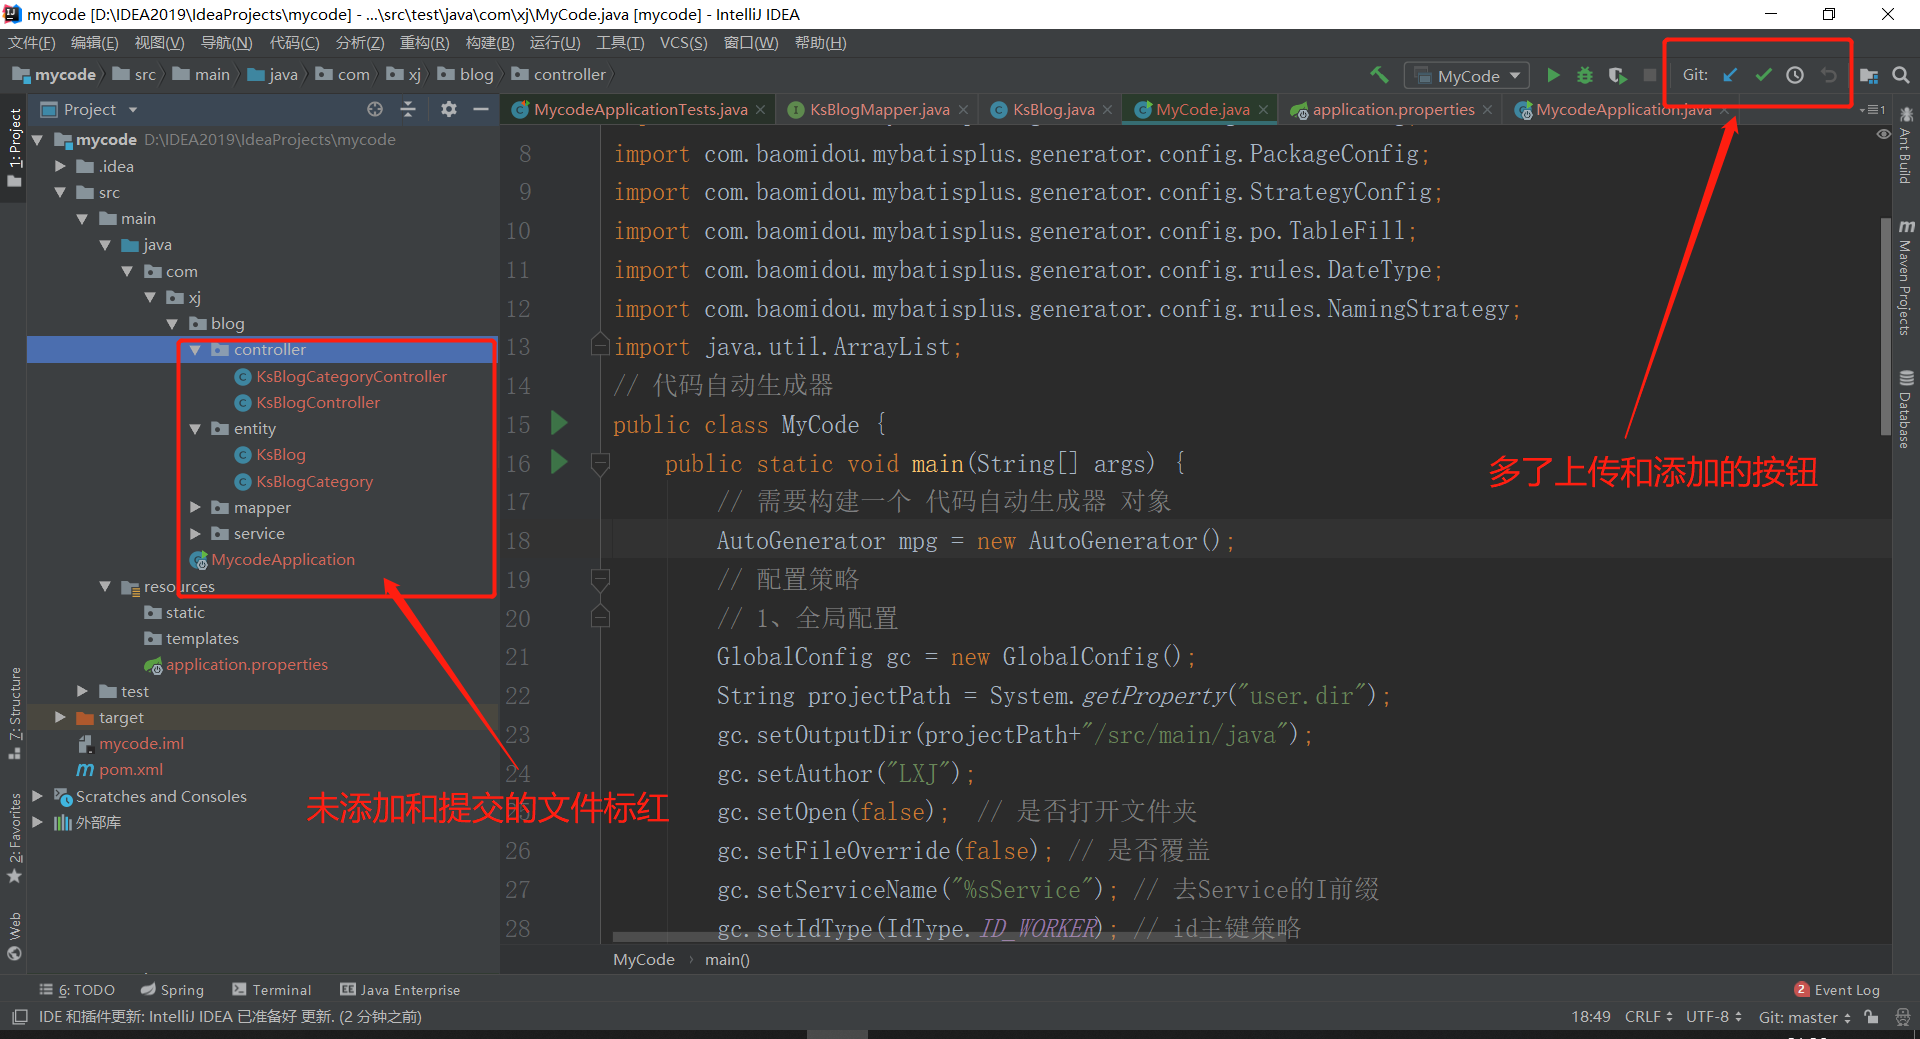 mycode [D:\IDEA2019\IdeaProjects\mycode] - ...\src\test\java\com\xj\MyCode.java [mycode] - IntelliJ IDEA
文件(F) 编辑(E) 视图(V) 导航(N) 代码(C) 分析(Z) 重构(R) 构建(B) 运行(U) 工具(T) VCS(S) 窗口(W) 帮助(H)
mycode src main java com xj blog controller MyCode Git:
Project
MycodeApplicationTests.java KsBlogMapper.java KsBlog.java MyCode.java application.properties MycodeApplication.java 1
1: Project
7: Structure
2: Favorites
Web
mycode D:\IDEA2019\IdeaProjects\mycode
.idea
src
main
java
com
xj
blog
controller
KsBlogCategoryController
KsBlogController
entity
KsBlog
KsBlogCategory
mapper
service
MycodeApplication
resources
static
templates
application.properties
test
target
mycode.iml
pom.xml
Scratches and Consoles
外部库
未添加和提交的文件标红
8 import com.baomidou.mybatisplus.generator.config.PackageConfig;
9 import com.baomidou.mybatisplus.generator.config.StrategyConfig;
10 import com.baomidou.mybatisplus.generator.config.po.TableFill;
11 import com.baomidou.mybatisplus.generator.config.rules.DateType;
12 import com.baomidou.mybatisplus.generator.config.rules.NamingStrategy;
13 import java.util.ArrayList;
14 // 代码自动生成器
15 public class MyCode {
16 public static void main(String[] args) {
17 // 需要构建一个 代码自动生成器 对象
18 AutoGenerator mpg = new AutoGenerator();
19 // 配置策略
20 // 1、全局配置
21 GlobalConfig gc = new GlobalConfig();
22 String projectPath = System.getProperty("user.dir");
23 gc.setOutputDir(projectPath+"/src/main/java");
24 gc.setAuthor("LXJ");
gc.setOpen(false); // 是否打开文件夹
26 gc.setFileOverride(false); // 是否覆盖
27 gc.setServiceName("%sService"); // 去Service的I前缀
28 gc.setIdType(IdType.ID_WORKER); // id主键策略
多了上传和添加的按钮
Ant Build
Maven Projects
Database
MyCode main()
6: TODO Spring Terminal Java Enterprise 2 Event Log
IDE 和插件更新: IntelliJ IDEA 已准备好 更新. (2 分钟之前) 18:49 CRLF UTF-8 Git: master